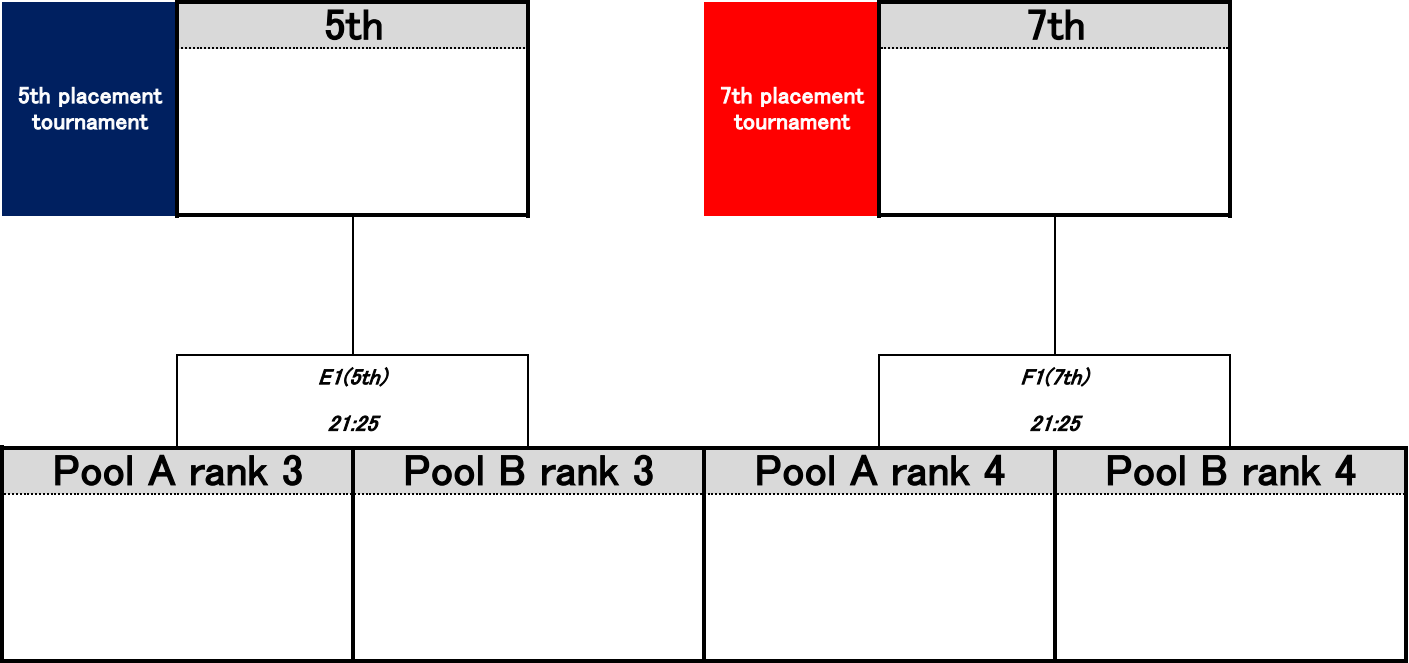 5th
7th
5th placement
tournament
7th placement
tournament
E1(5th)
F1(7th)
21:25
21:25
Pool A rank 3
Pool B rank 3
Pool A rank 4
Pool B rank 4